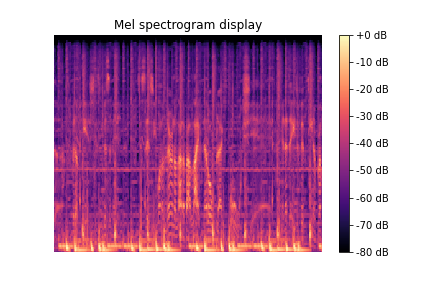 Mel spectrogram display
+0 dB
-10 dB
-20 dB
-30 dB
-40 dB
-50 dB
-60 dB
-70 dB
-80 dB